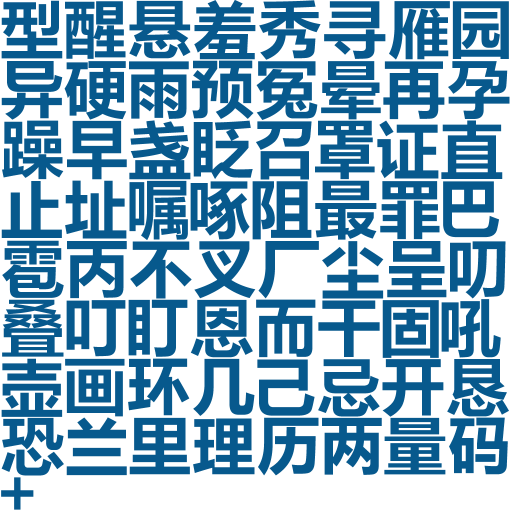 型醒悬羞秀寻雁园
异硬雨预冤晕再孕
躁早盏眨召罩证直
止址嘱啄阻最罪巴
雹丙不叉厂尘呈叨
叠叮盯恩而干固吼
壶画环几己忌开恳
恐兰里理历两量码
+